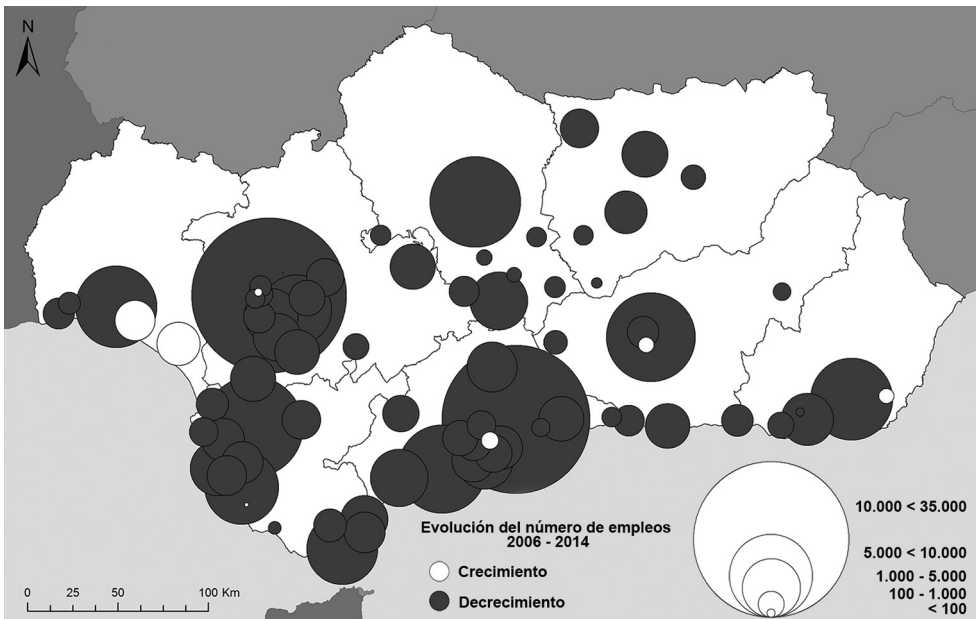 N
Evolución del número de empleos
2006 - 2014
Crecimiento
Decrecimiento
0 25 50 100 Km
10.000 < 35.000
5.000 < 10.000
1.000 - 5.000
100 - 1.000
< 100